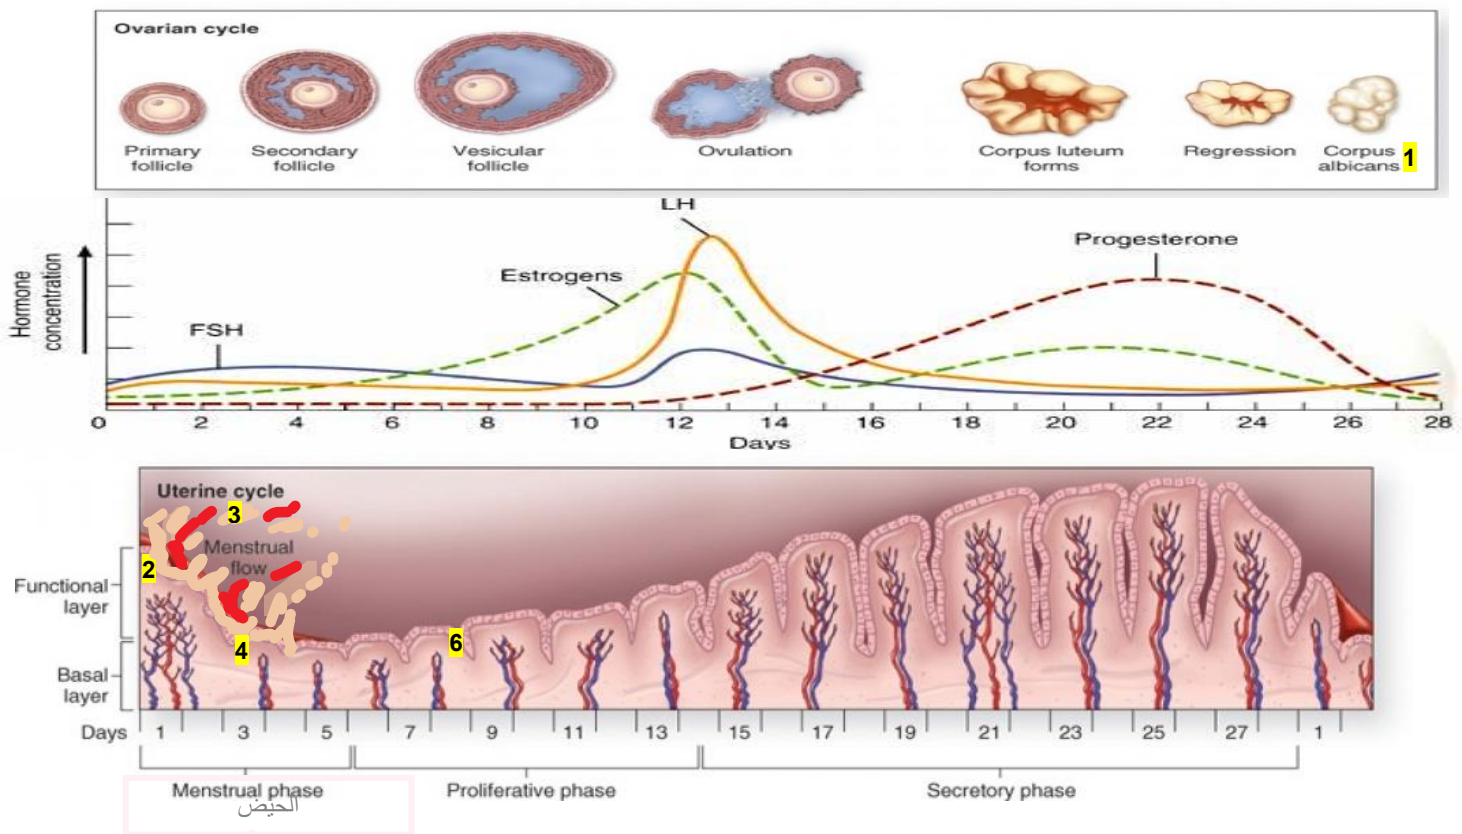 Ovarian cycle
Primary
follicle
Secondary
follicle
Vesicular
follicle
Ovulation
Corpus luteum
forms
Regression
Corpus
albicans
1
LH
Progesterone
Estrogens
FSH
Hormone
concentration
0 2 4 6 8 10 12 14 16 18 20 22 24 26 28
Days
Uterine cycle
3
Menstrual
flow
2
Functional
layer
4
6
Basal
layer
Days 1 3 5 7 9 11 13 15 17 19 21 23 25 27 1
Menstrual phase
Proliferative phase
Secretory phase
الحيض